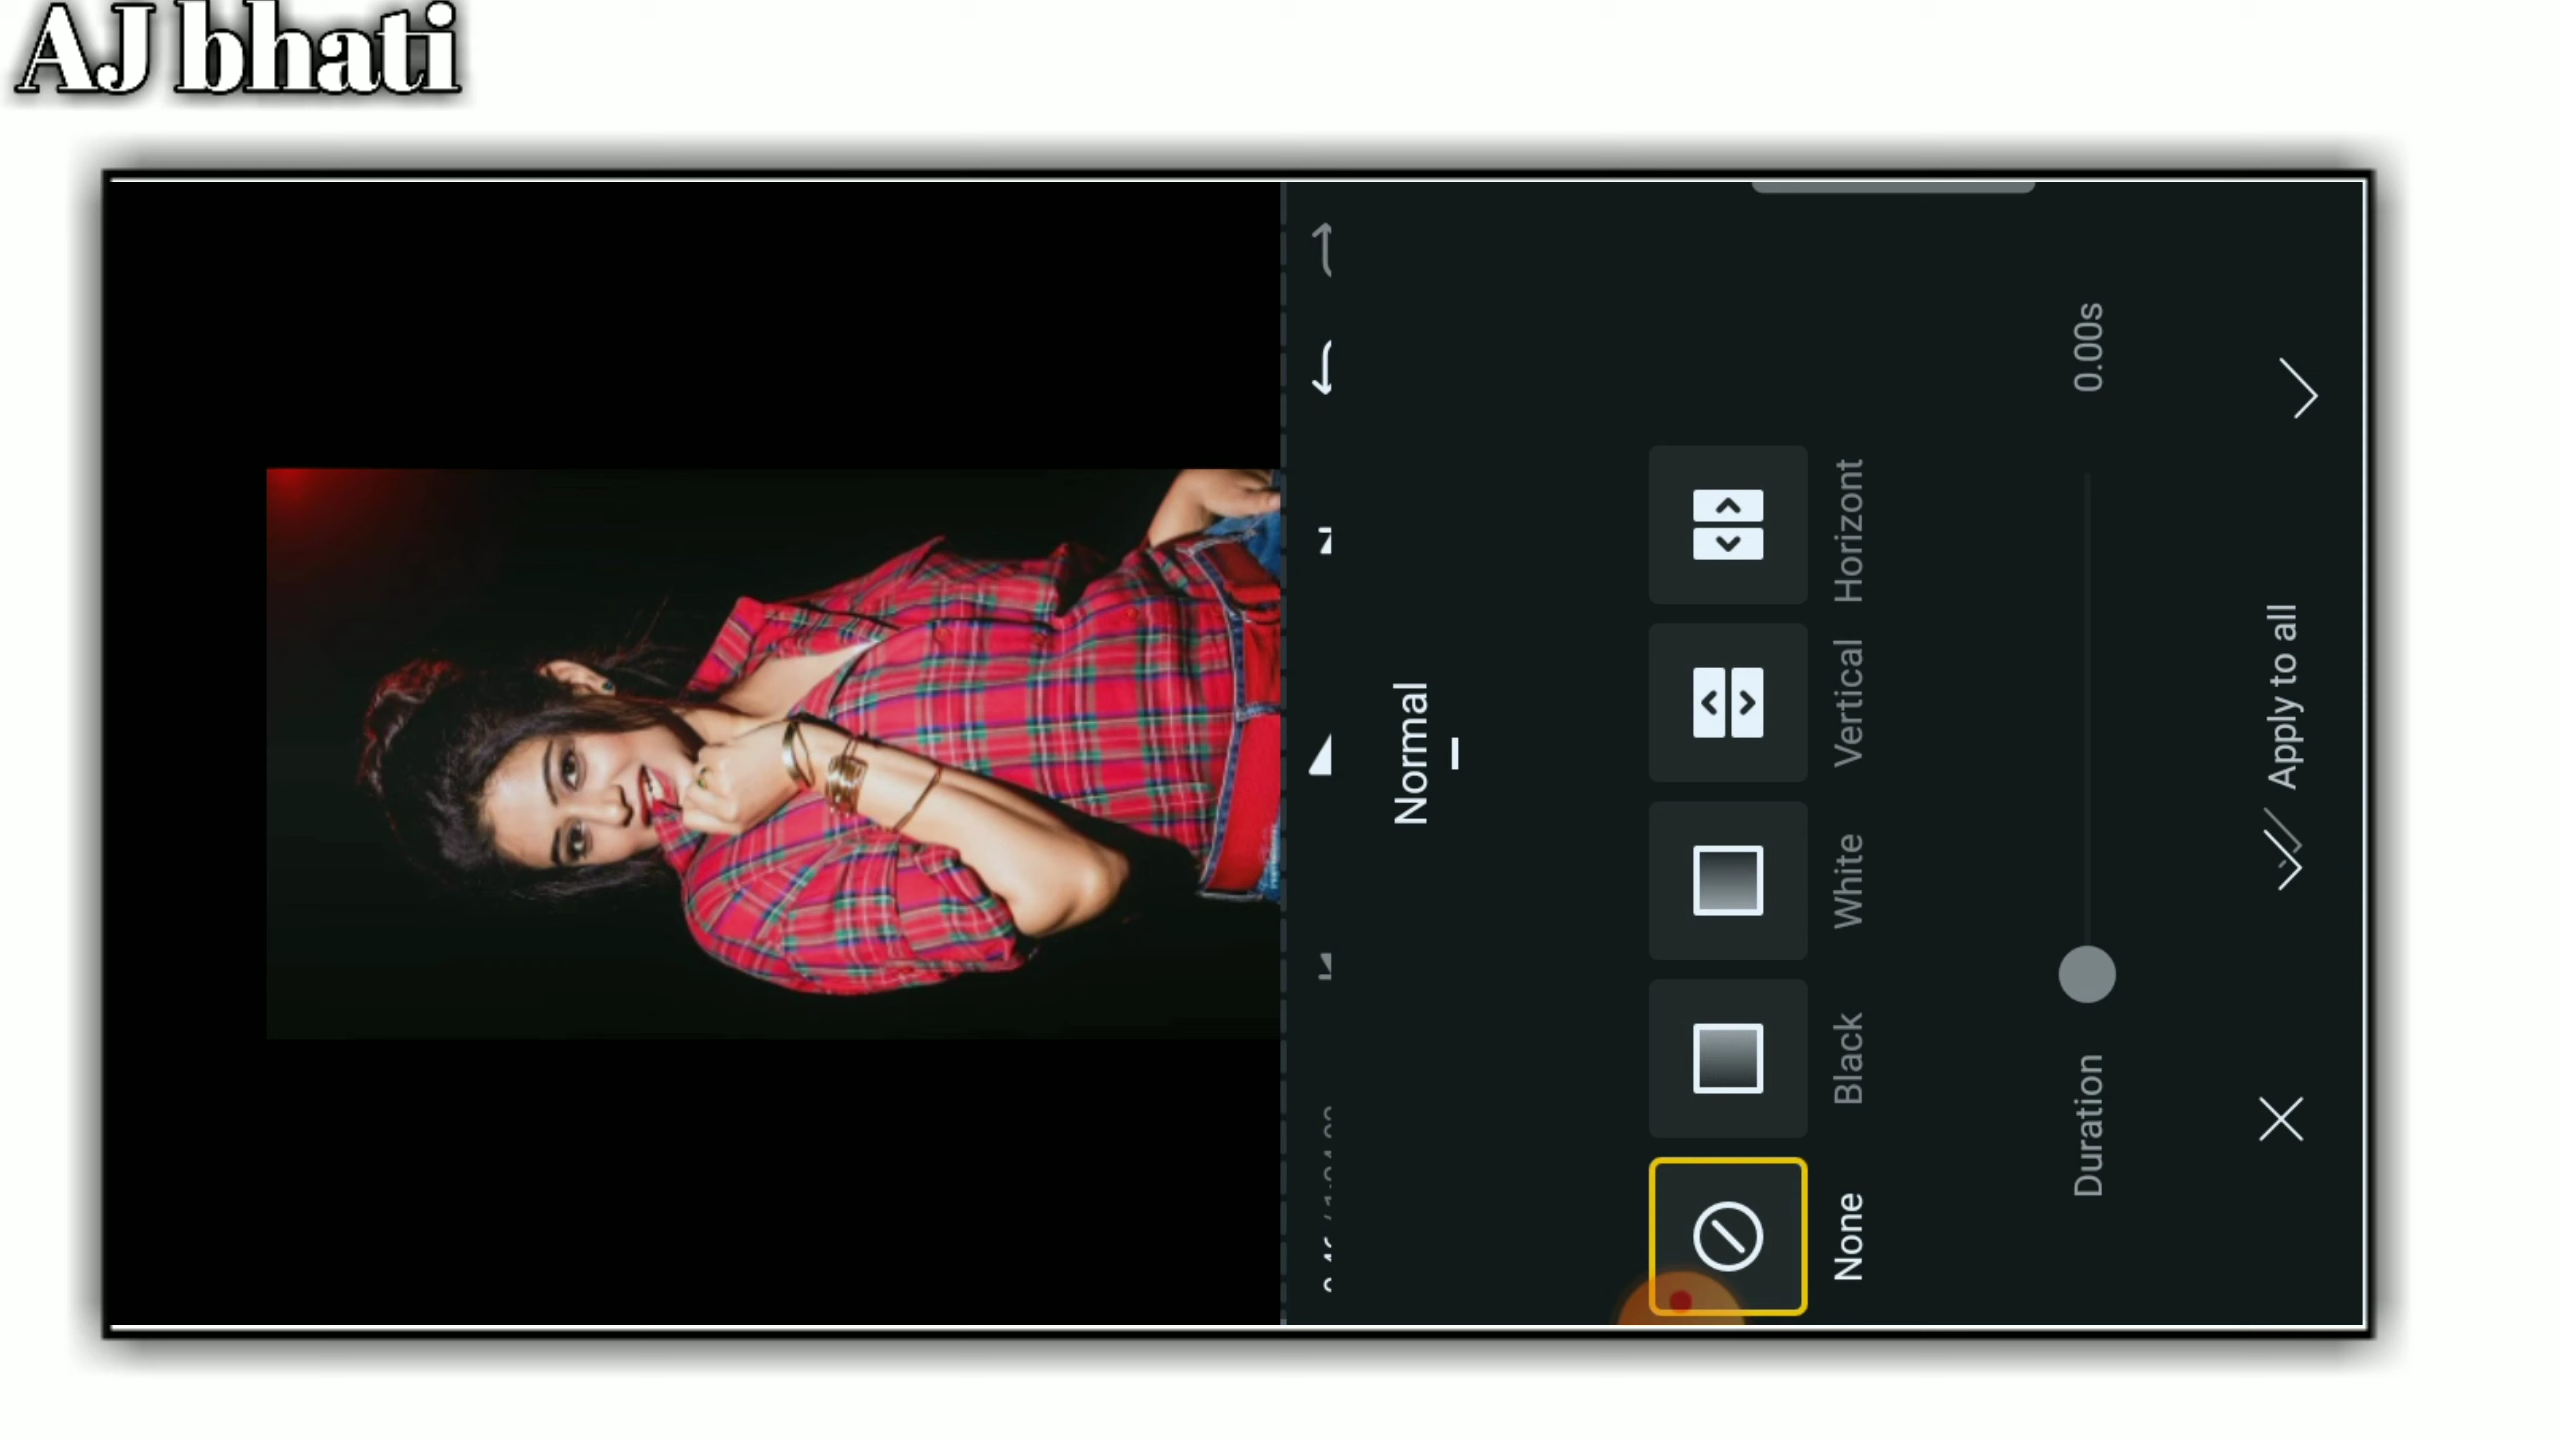 AJ bhati
Normal
None
Black
White
Vertical
Horizont
Duration
0.00s
Apply to all